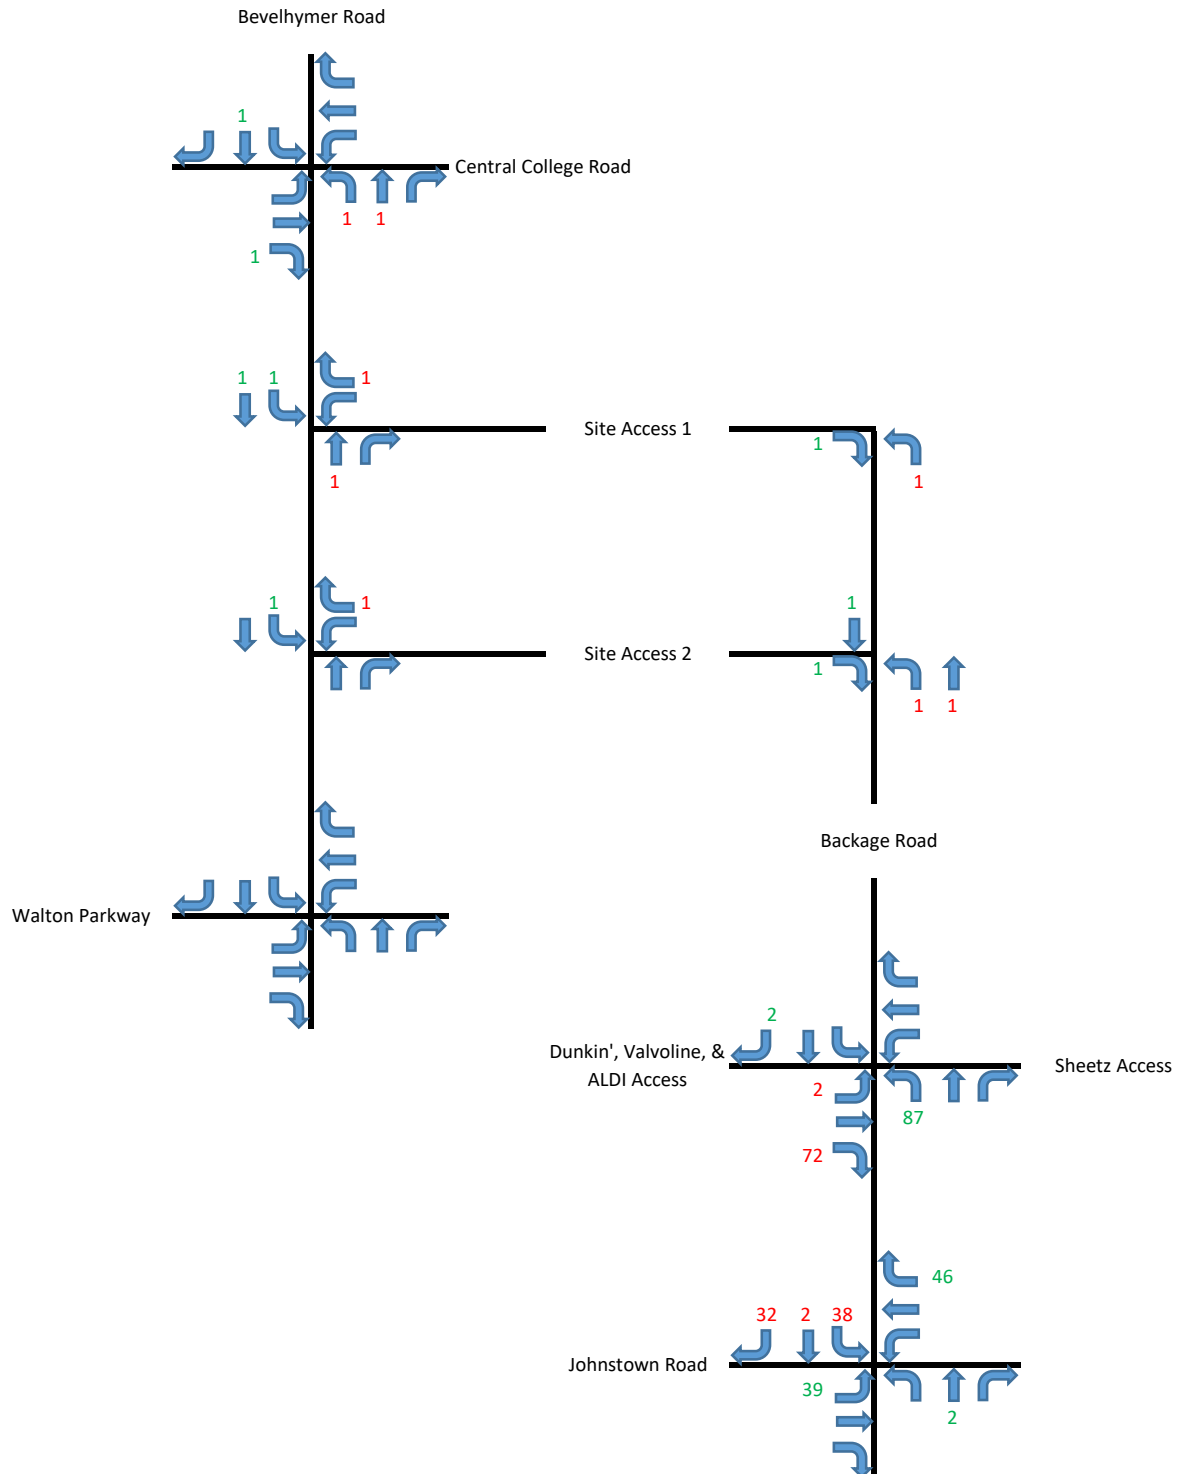 Bevelhymer Road
1
Central College Road
1 1
1
1 1 1
Site Access 1
1
1 1
1 1
1
Site Access 2
1
1 1
Backage Road
Walton Parkway
2
Dunkin', Valvoline, &
ALDI Access
Sheetz Access
2
87
72
46
32 2 38
Johnstown Road
39
2